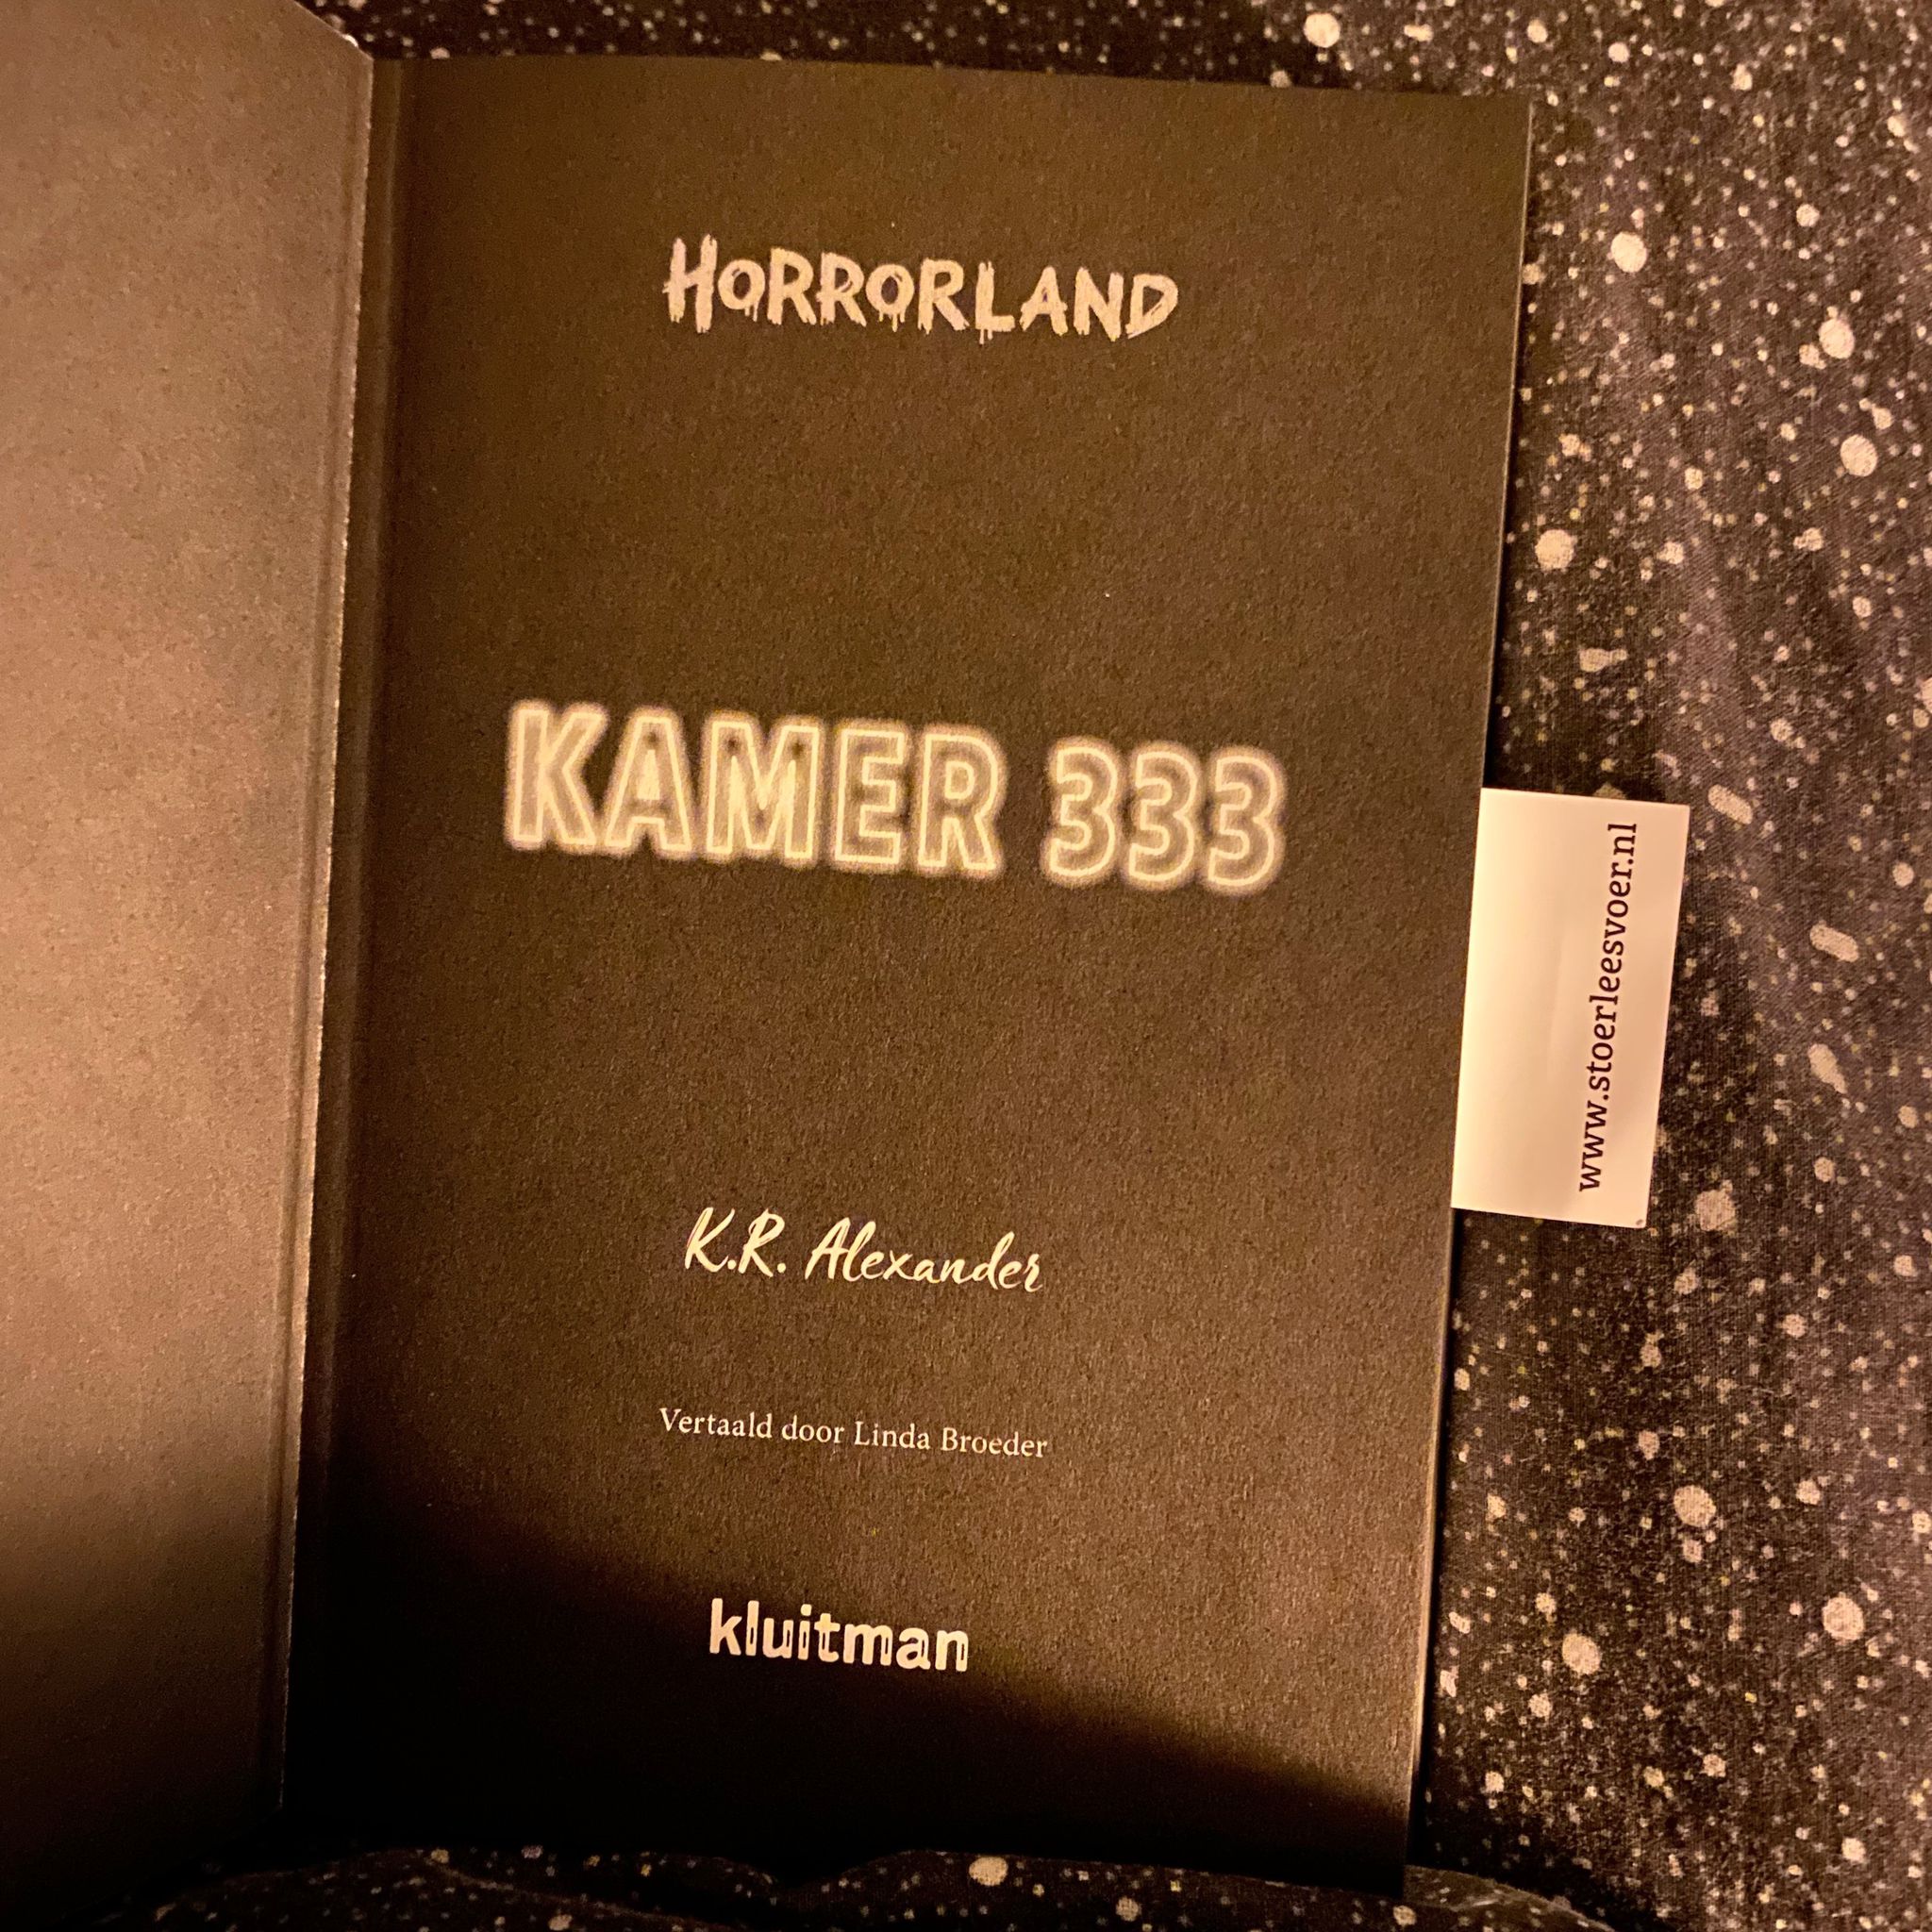 HORRORLAND
KAMER 333
www.stoerleesvoer.nl
K.R. Alexander
Vertaald door Linda Broeder
kluitman